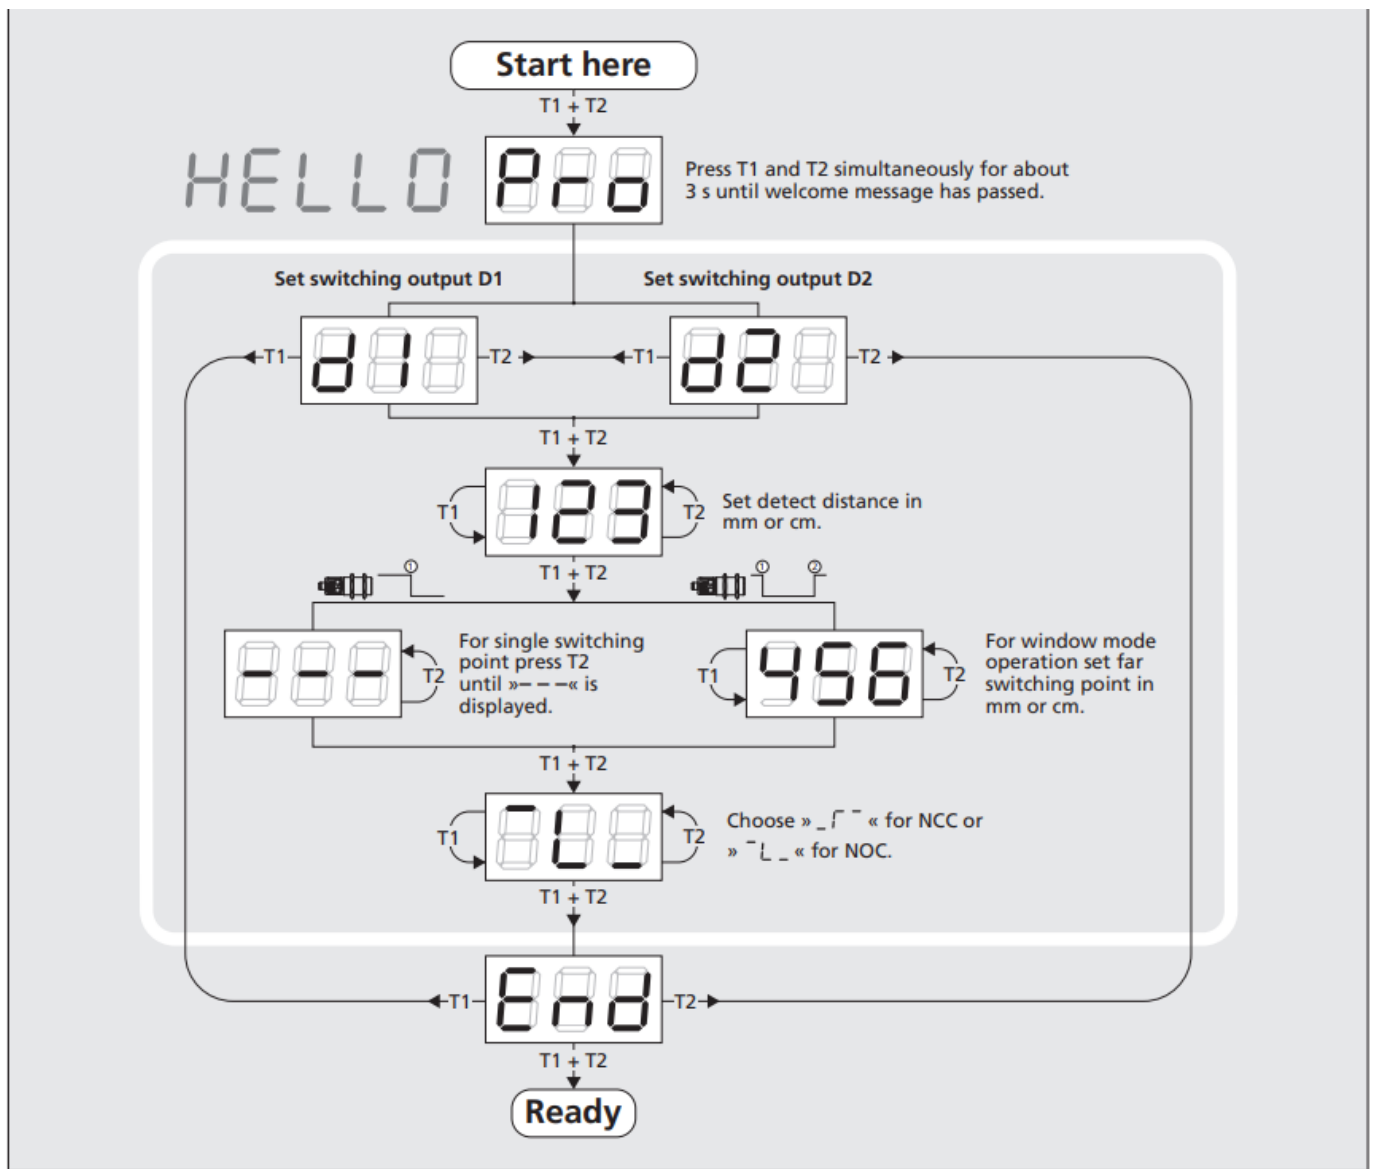 Start here
T1 + T2
HELLO
Pro
Press T1 and T2 simultaneously for about
3 s until welcome message has passed.
Set switching output D1
Set switching output D2
T1
d1
T2
T1
d2
T2
T1 + T2
T1
123
T2
Set detect distance in
mm or cm.
T1 + T2
1
1
2
---
T2
For single switching
point press T2
until »– – –« is
displayed.
T1
456
T2
For window mode
operation set far
switching point in
mm or cm.
T1 + T2
T1
¯L_
T2
Choose » _Γ¯ « for NCC or
» ¯L_ « for NOC.
T1 + T2
T1
End
T2
T1 + T2
Ready